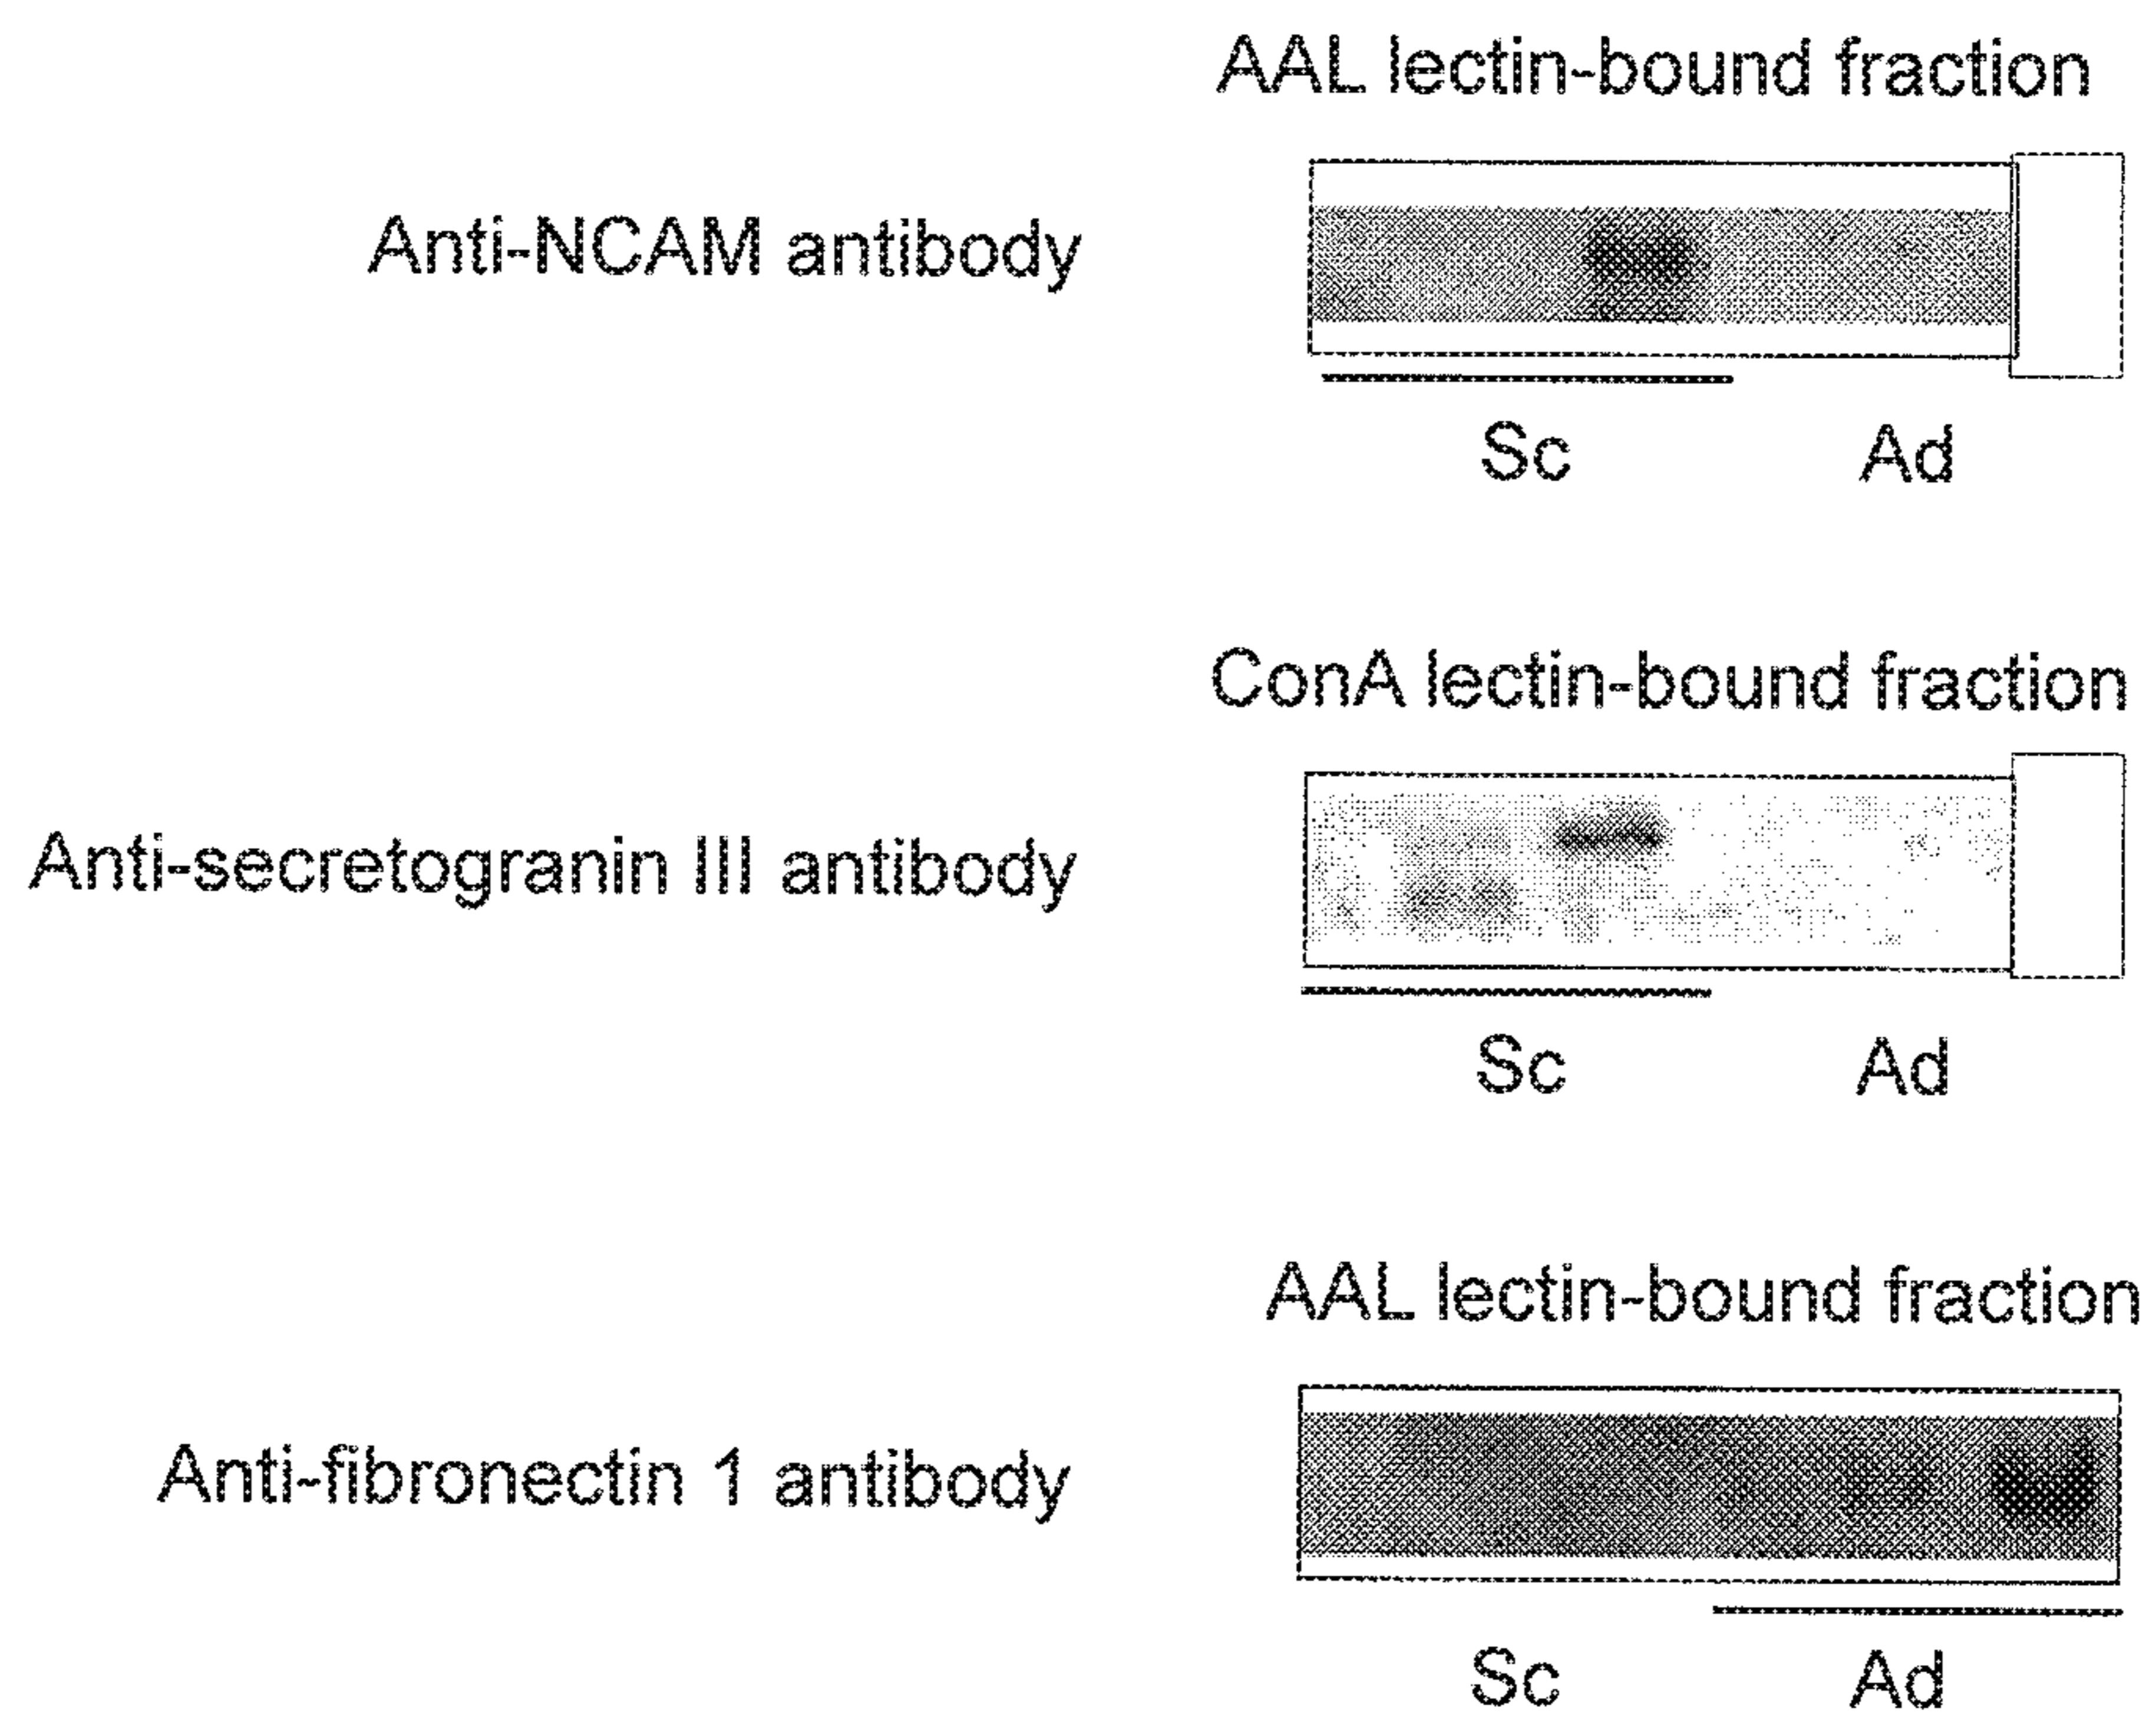 AAL lectin-bound fraction
Anti-NCAM antibody
Sc Ad
ConA lectin-bound fraction
Anti-secretogranin III antibody
Sc Ad
AAL lectin-bound fraction
Anti-fibronectin 1 antibody
Sc Ad